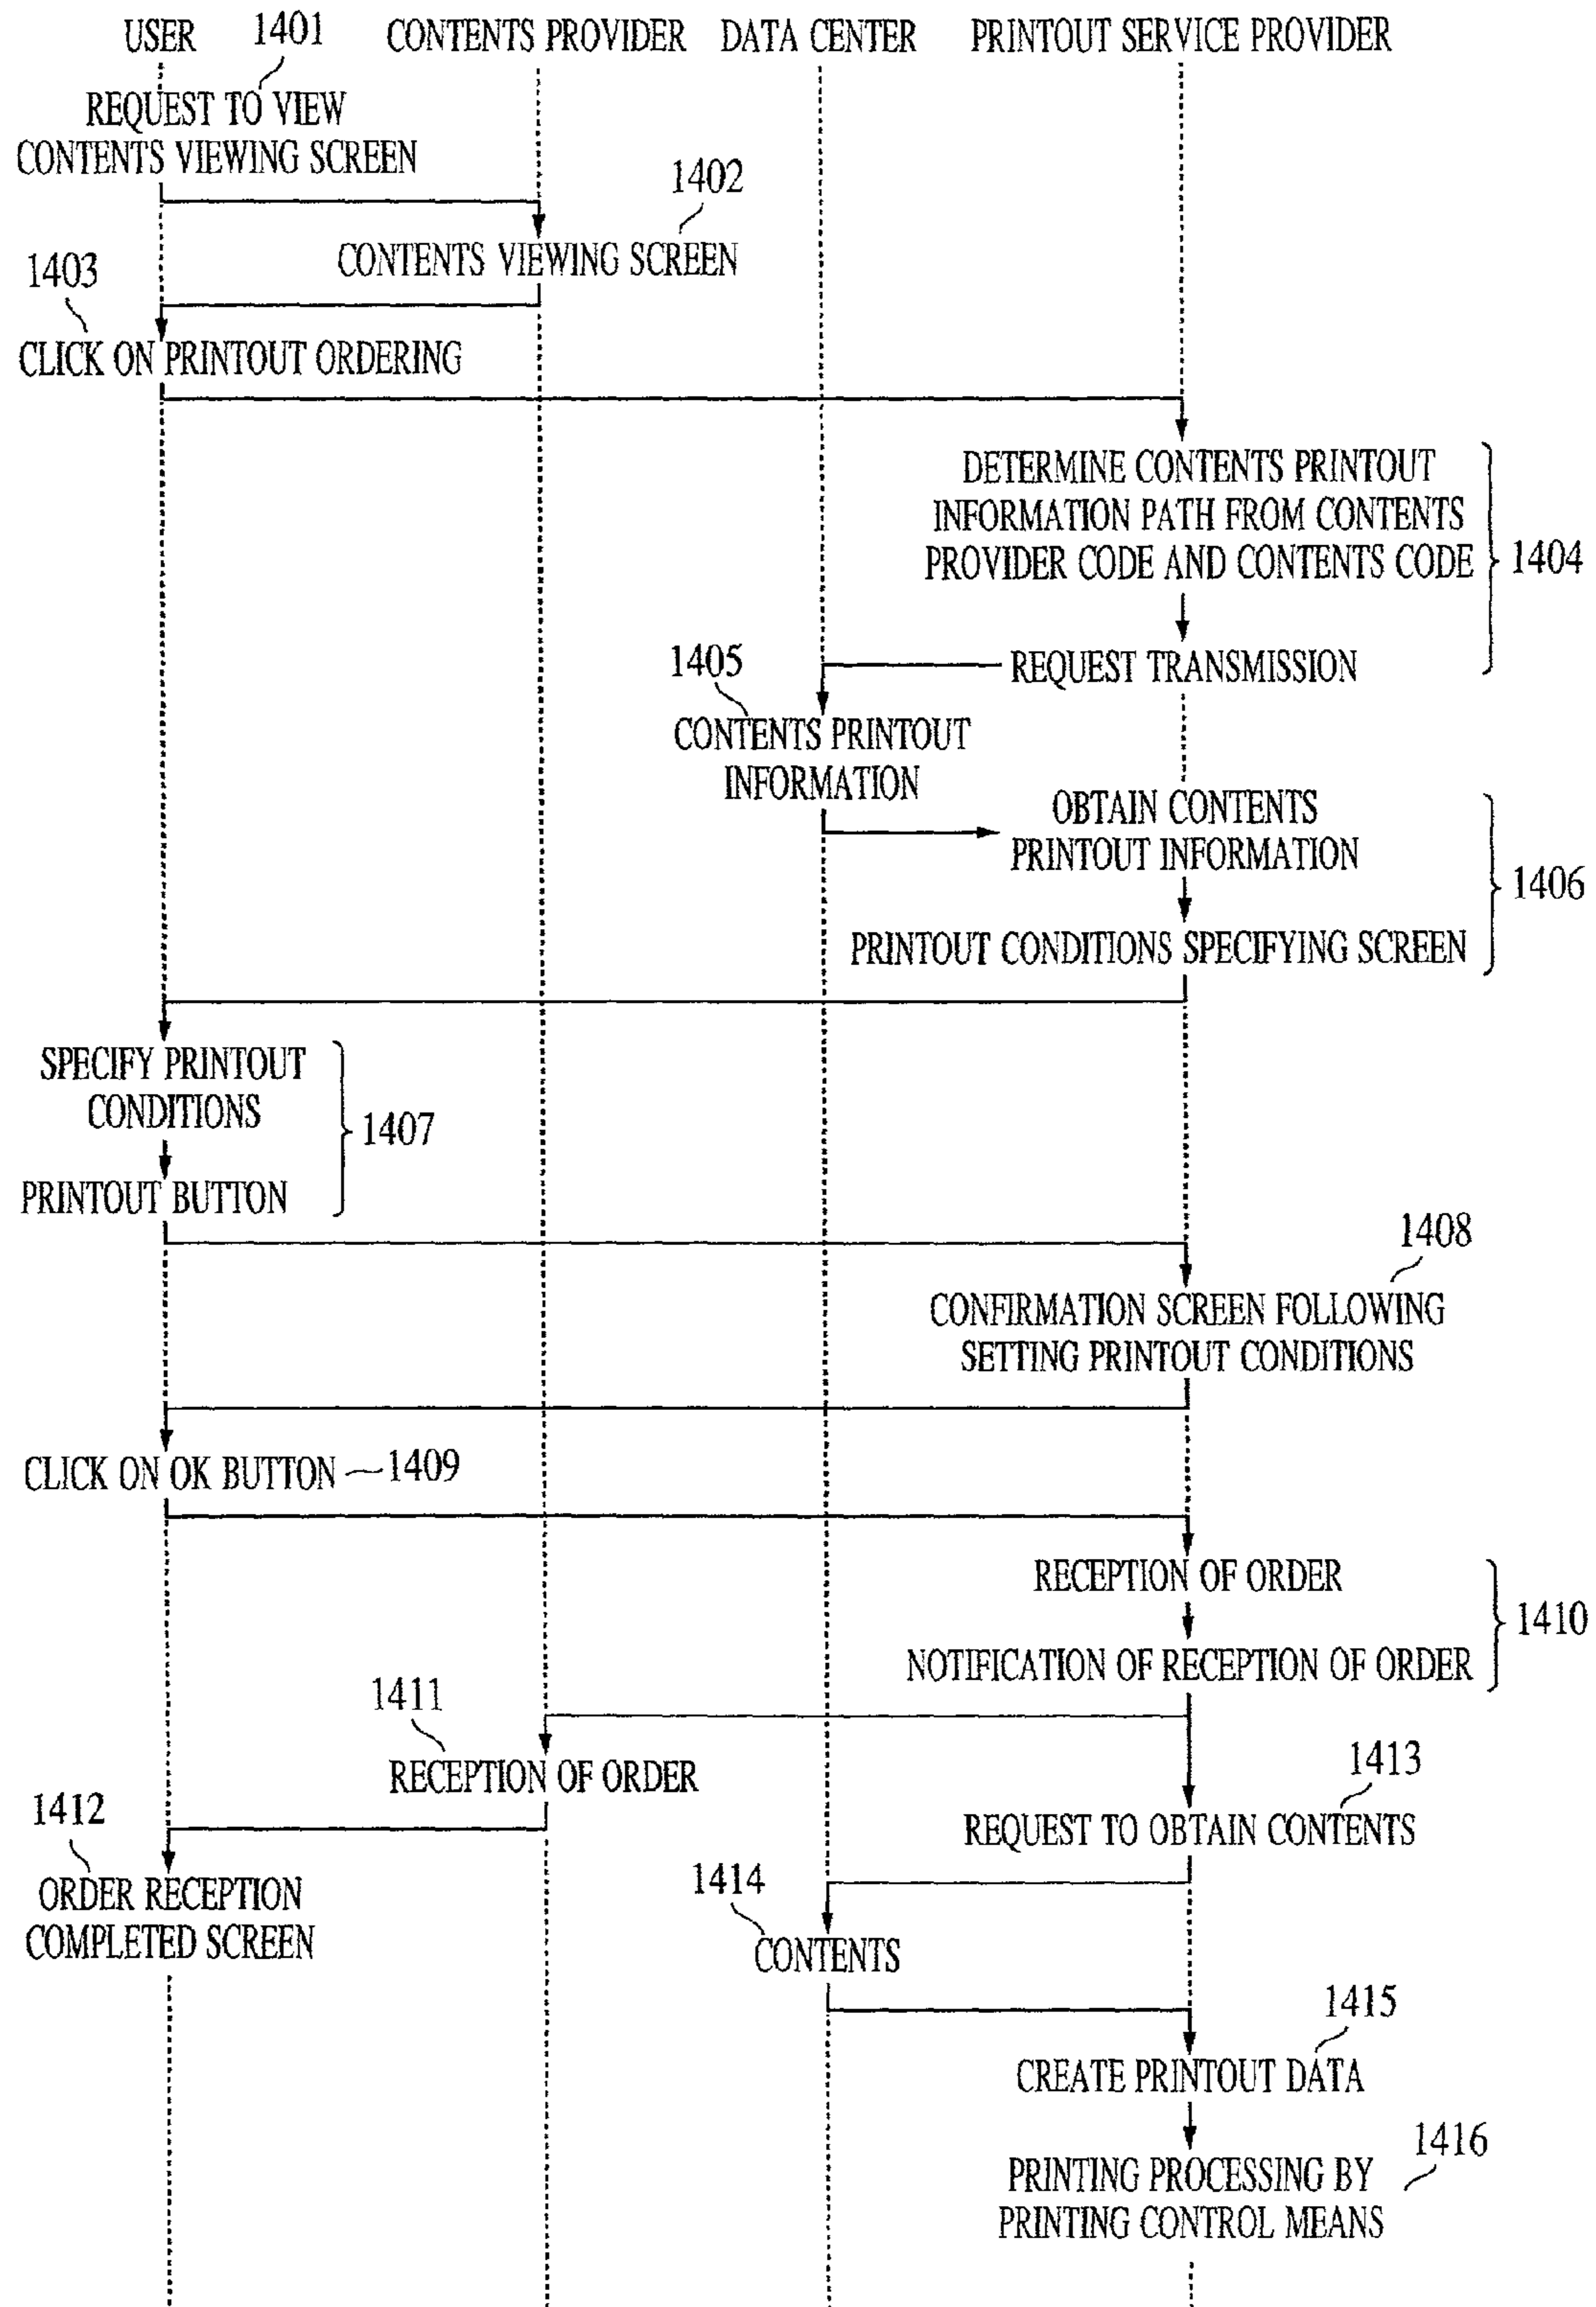 1401
USER CONTENTS PROVIDER DATA CENTER PRINTOUT SERVICE PROVIDER
REQUEST TO VIEW
CONTENTS VIEWING SCREEN
1402
CONTENTS VIEWING SCREEN
1403
CLICK ON PRINTOUT ORDERING
DETERMINE CONTENTS PRINTOUT
INFORMATION PATH FROM CONTENTS
PROVIDER CODE AND CONTENTS CODE
1404
REQUEST TRANSMISSION
1405
CONTENTS PRINTOUT
INFORMATION
OBTAIN CONTENTS
PRINTOUT INFORMATION
1406
PRINTOUT CONDITIONS SPECIFYING SCREEN
SPECIFY PRINTOUT
CONDITIONS
1407
PRINTOUT BUTTON
1408
CONFIRMATION SCREEN FOLLOWING
SETTING PRINTOUT CONDITIONS
CLICK ON OK BUTTON 1409
RECEPTION OF ORDER
1410
NOTIFICATION OF RECEPTION OF ORDER
1411
RECEPTION OF ORDER
1413
REQUEST TO OBTAIN CONTENTS
1412
ORDER RECEPTION
COMPLETED SCREEN
1414
CONTENTS
1415
CREATE PRINTOUT DATA
1416
PRINTING PROCESSING BY
PRINTING CONTROL MEANS